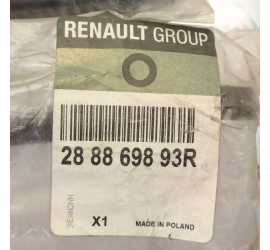 RENAULT GROUP
28 88 698 93R
X1
MADE IN POLAND